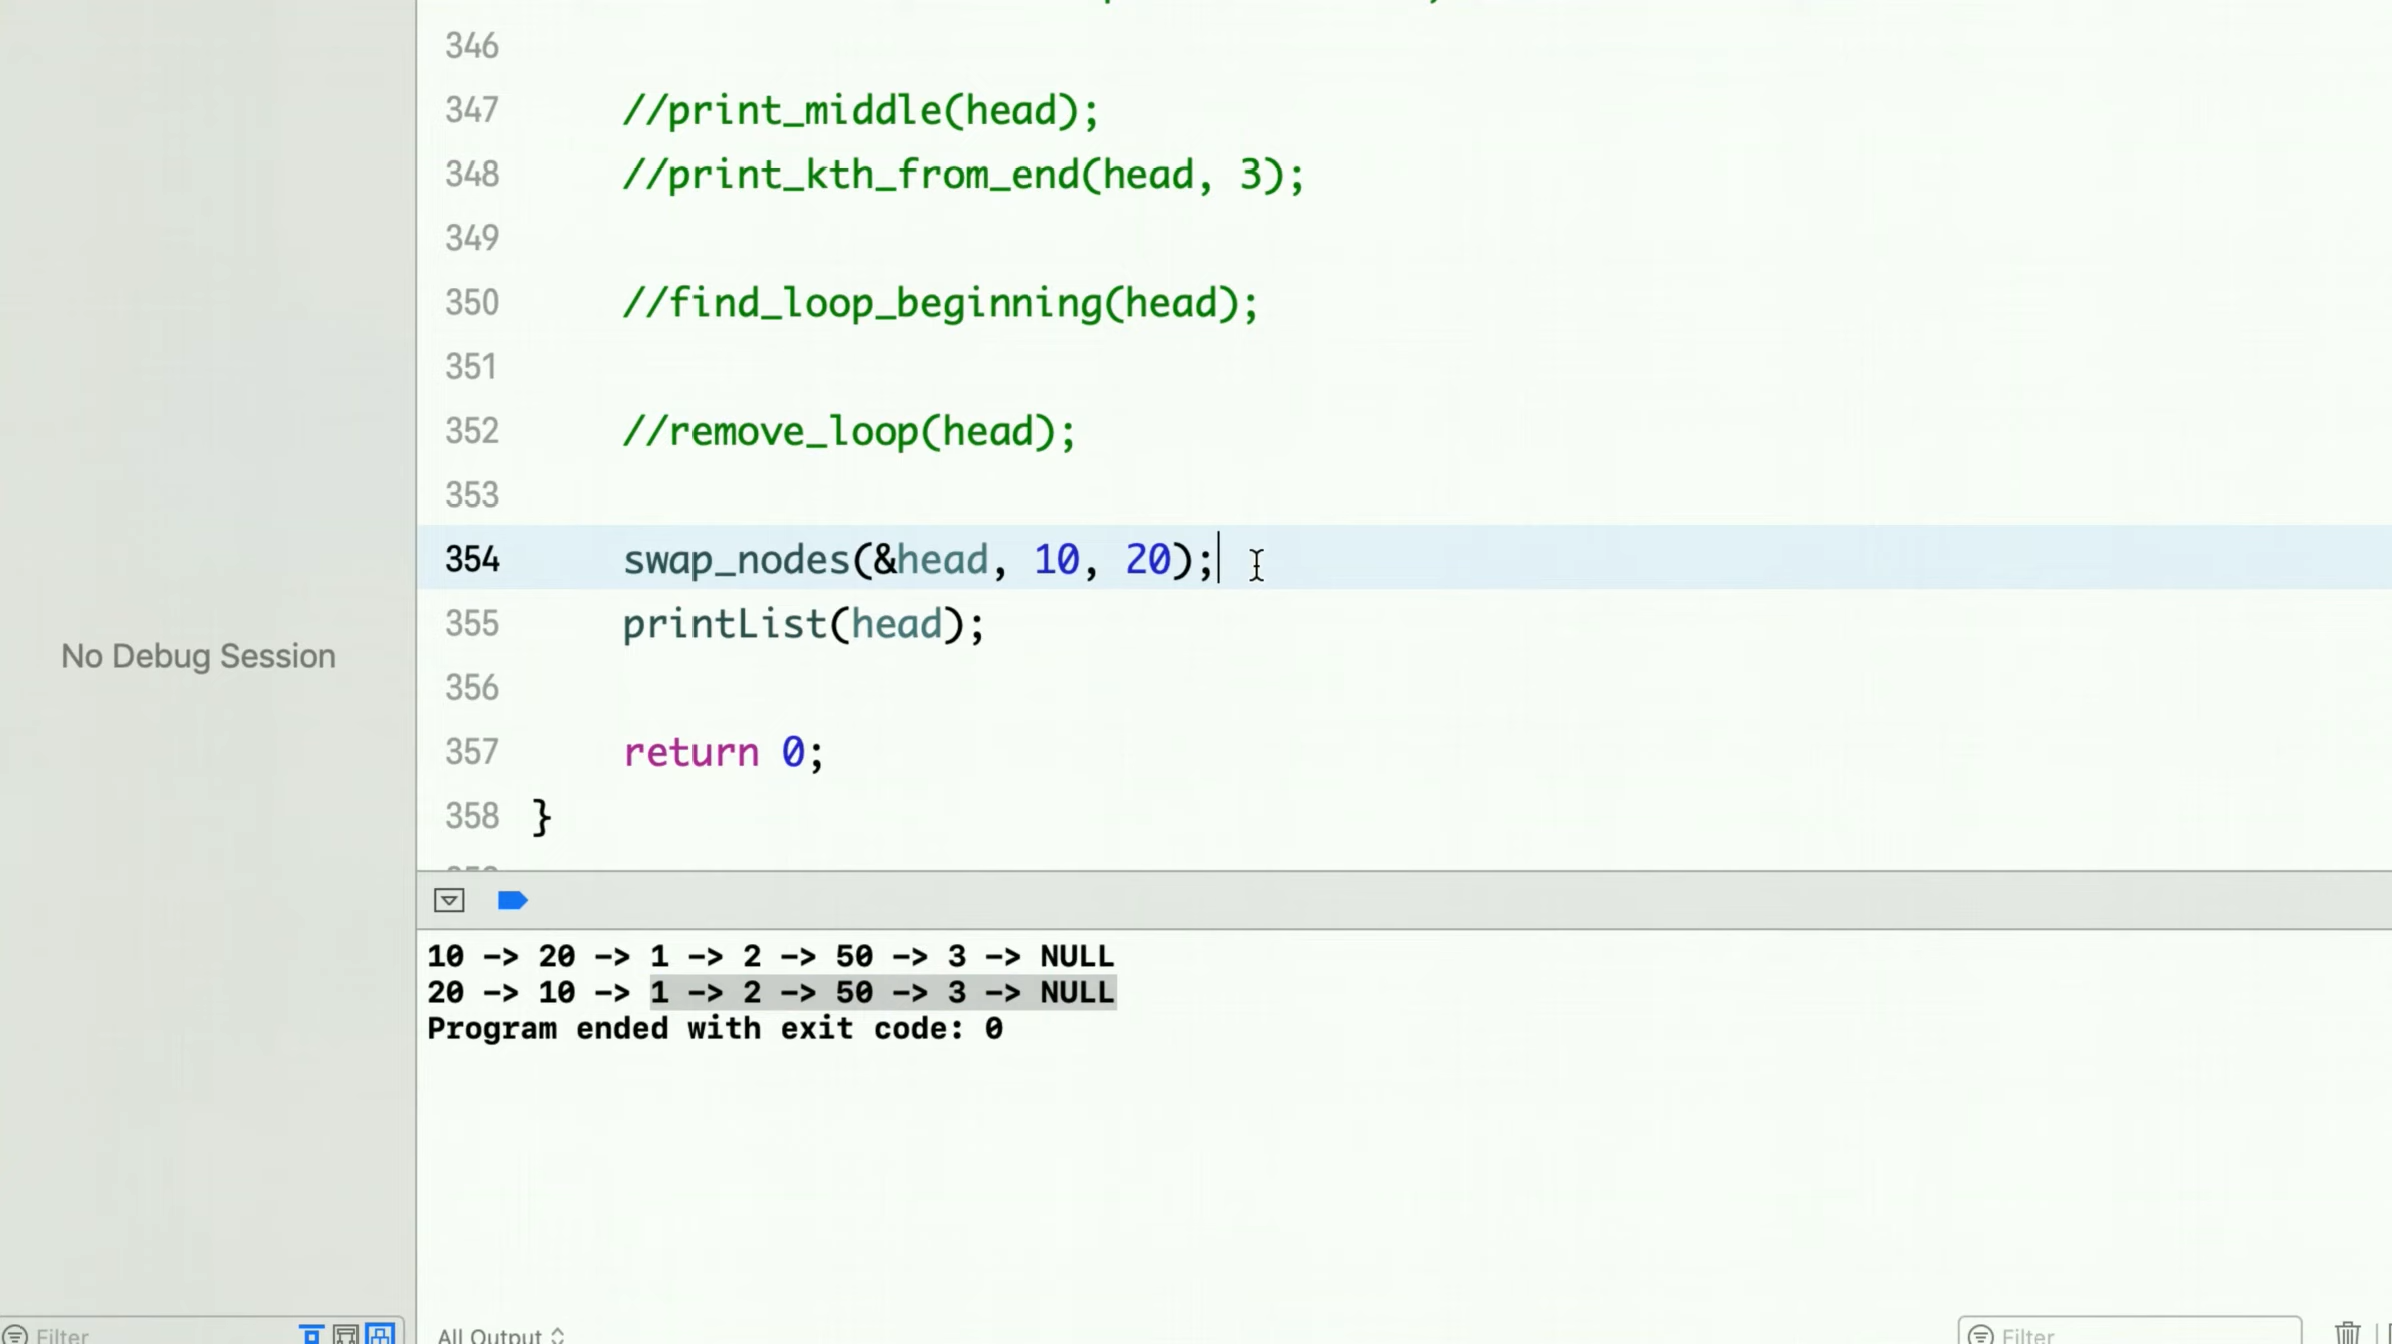 346
347 //print_middle(head);
348 //print_kth_from_end(head, 3);
349
350 //find_loop_beginning(head);
351
352 //remove_loop(head);
353
354 swap_nodes(&head, 10, 20);
355 printList(head);
356
357 return 0;
358 }
No Debug Session
10 -> 20 -> 1 -> 2 -> 50 -> 3 -> NULL
20 -> 10 -> 1 -> 2 -> 50 -> 3 -> NULL
Program ended with exit code: 0
Filter
All Output
Filter